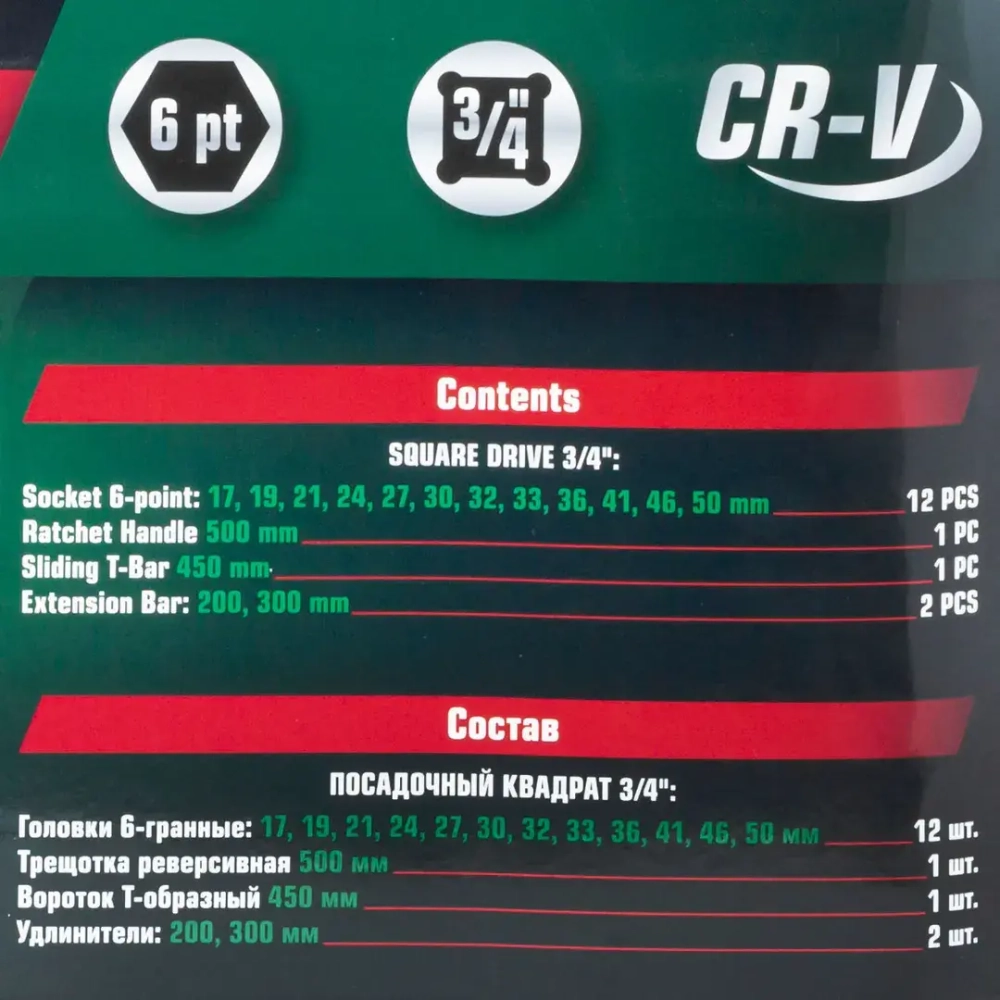 6 pt
3/4"
CR-V
Contents
SQUARE DRIVE 3/4":
Socket 6-point: 17, 19, 21, 24, 27, 30, 32, 33, 36, 41, 46, 50 mm 12 PCS
Ratchet Handle 500 mm 1 PC
Sliding T-Bar 450 mm 1 PC
Extension Bar: 200, 300 mm 2 PCS
Состав
ПОСАДОЧНЫЙ КВАДРАТ 3/4":
Головки 6-гранные: 17, 19, 21, 24, 27, 30, 32, 33, 36, 41, 46, 50 мм 12 шт.
Трещотка реверсивная 500 мм 1 шт.
Вороток Т-образный 450 мм 1 шт.
Удлинители: 200, 300 мм 2 шт.